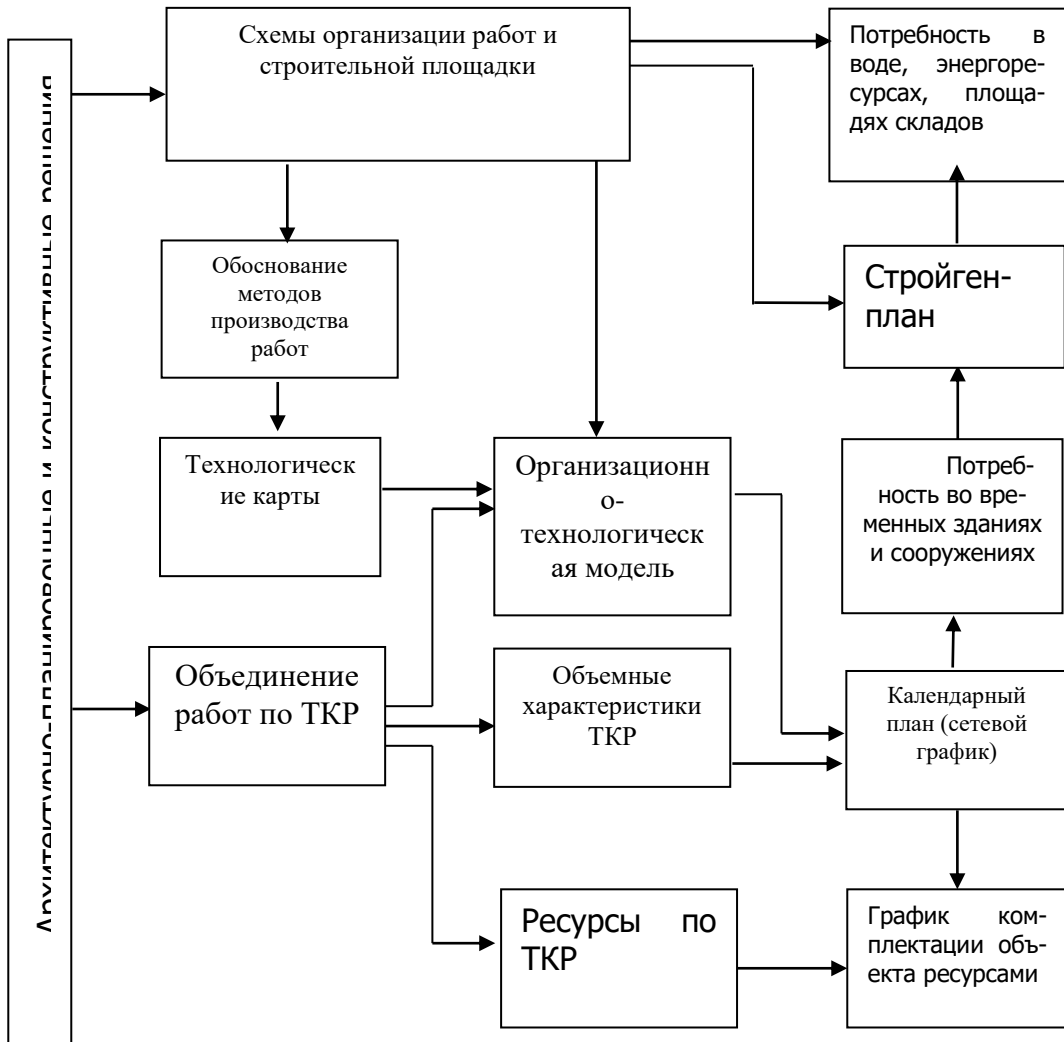 Архитектурно-планировочные и конструктивные решения
Схемы организации работ и
строительной площадки
Потребность в
воде, энергоре-
сурсах, площа-
дях складов
Обоснование
методов
производства
работ
Стройген-
план
Технологическ
ие карты
Организационн
о-
технологическ
ая модель
Потреб-
ность во вре-
менных зданиях
и сооружениях
Объединение
работ по ТКР
Объемные
характеристики
ТКР
Календарный
план (сетевой
график)
Ресурсы по
ТКР
График ком-
плектации объ-
екта ресурсами